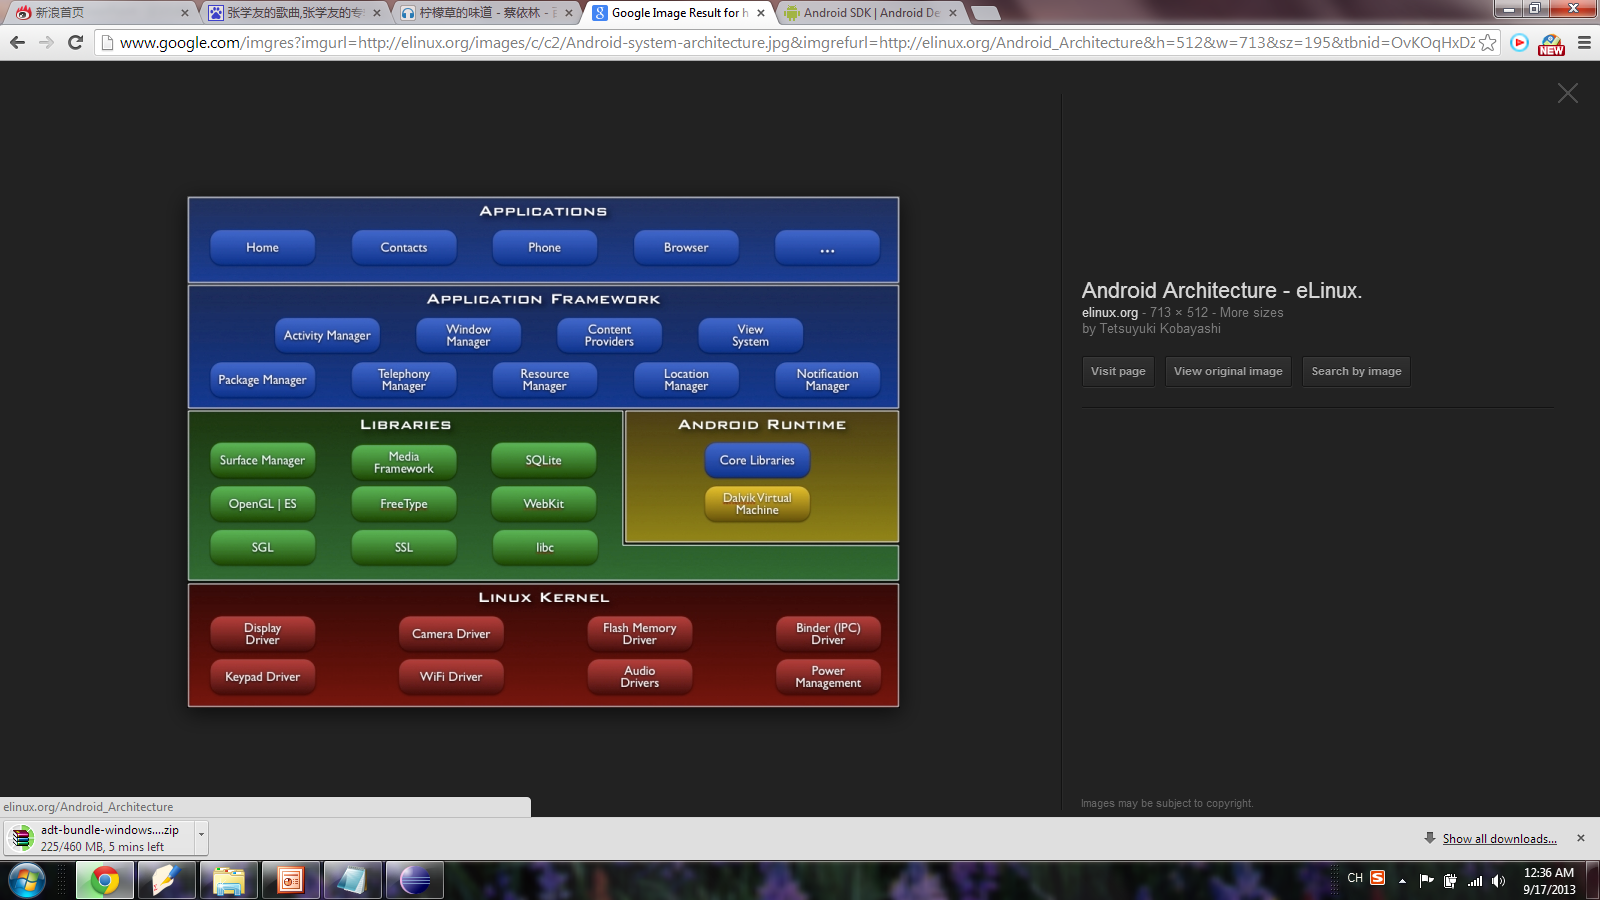 新浪首页
张学友的歌曲,张学友的专
柠檬草的味道 - 蔡依林 -
Google Image Result for h
Android SDK | Android De
www.google.com/imgres?imgurl=http://elinux.org/images/c/c2/Android-system-architecture.jpg&imgrefurl=http://elinux.org/Android_Architecture&h=512&w=713&sz=195&tbnid=OvKOqHxDZ
NEW
APPLICATIONS
Home
Contacts
Phone
Browser
...
APPLICATION FRAMEWORK
Activity Manager
Window
Manager
Content
Providers
View
System
Package Manager
Telephony
Manager
Resource
Manager
Location
Manager
Notification
Manager
LIBRARIES
Surface Manager
Media
Framework
SQLite
OpenGL | ES
FreeType
WebKit
SGL
SSL
libc
ANDROID RUNTIME
Core Libraries
Dalvik Virtual
Machine
LINUX KERNEL
Display
Driver
Camera Driver
Flash Memory
Driver
Binder (IPC)
Driver
Keypad Driver
WiFi Driver
Audio
Drivers
Power
Management
Android Architecture - eLinux.
elinux.org - 713 × 512 - More sizes
by Tetsuyuki Kobayashi
Visit page
View original image
Search by image
Images may be subject to copyright.
elinux.org/Android_Architecture
adt-bundle-windows....zip
225/460 MB, 5 mins left
Show all downloads...
CH
S
12:36 AM
9/17/2013